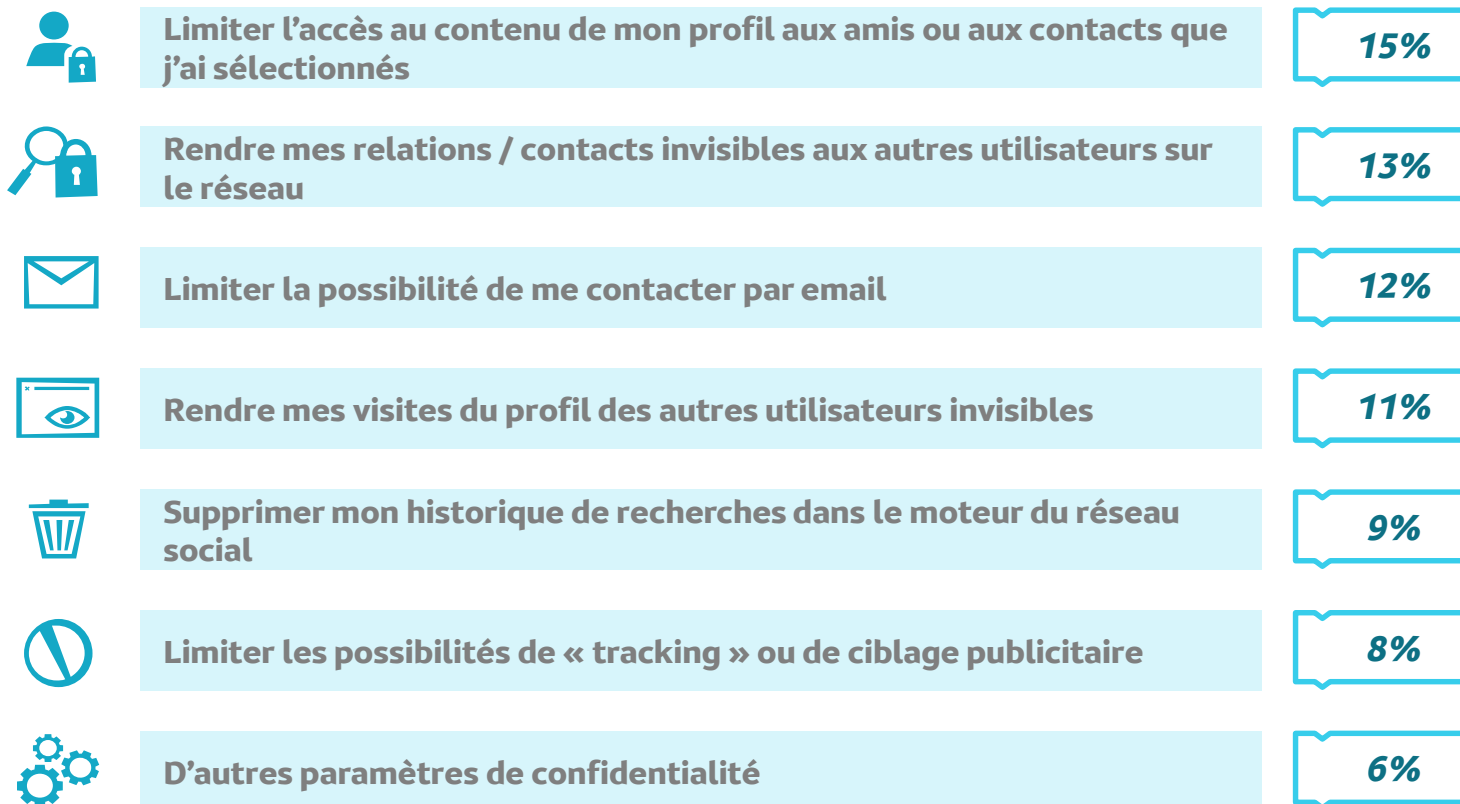 Limiter l’accès au contenu de mon profil aux amis ou aux contacts que
j’ai sélectionnés
15%
Rendre mes relations / contacts invisibles aux autres utilisateurs sur
le réseau
13%
Limiter la possibilité de me contacter par email
12%
Rendre mes visites du profil des autres utilisateurs invisibles
11%
Supprimer mon historique de recherches dans le moteur du réseau
social
9%
Limiter les possibilités de « tracking » ou de ciblage publicitaire
8%
D’autres paramètres de confidentialité
6%